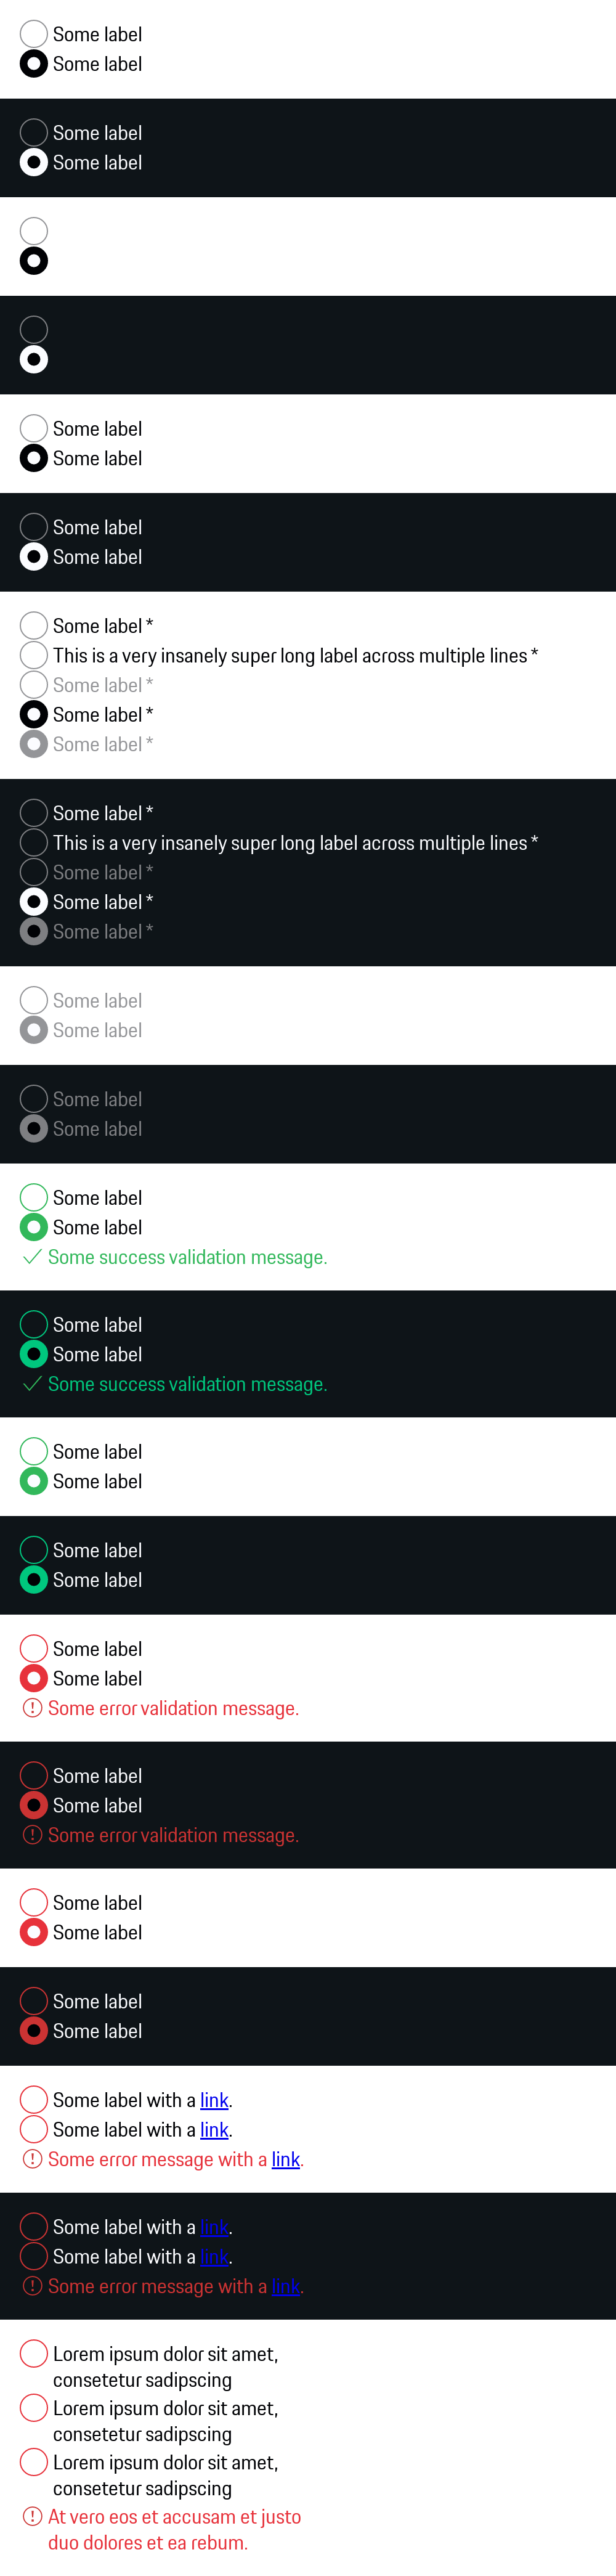 Some label
Some label
Some label
Some label
Some label
Some label
Some label
Some label
Some label *
This is a very insanely super long label across multiple lines *
Some label *
Some label *
Some label *
Some label *
This is a very insanely super long label across multiple lines *
Some label *
Some label *
Some label *
Some label
Some label
Some label
Some label
Some label
Some label
Some success validation message.
Some label
Some label
Some success validation message.
Some label
Some label
Some label
Some label
Some label
Some label
Some error validation message.
Some label
Some label
Some error validation message.
Some label
Some label
Some label
Some label
Some label with a link.
Some label with a link.
Some error message with a link.
Some label with a link.
Some label with a link.
Some error message with a link.
Lorem ipsum dolor sit amet,
consetetur sadipscing
Lorem ipsum dolor sit amet,
consetetur sadipscing
Lorem ipsum dolor sit amet,
consetetur sadipscing
At vero eos et accusam et justo
duo dolores et ea rebum.